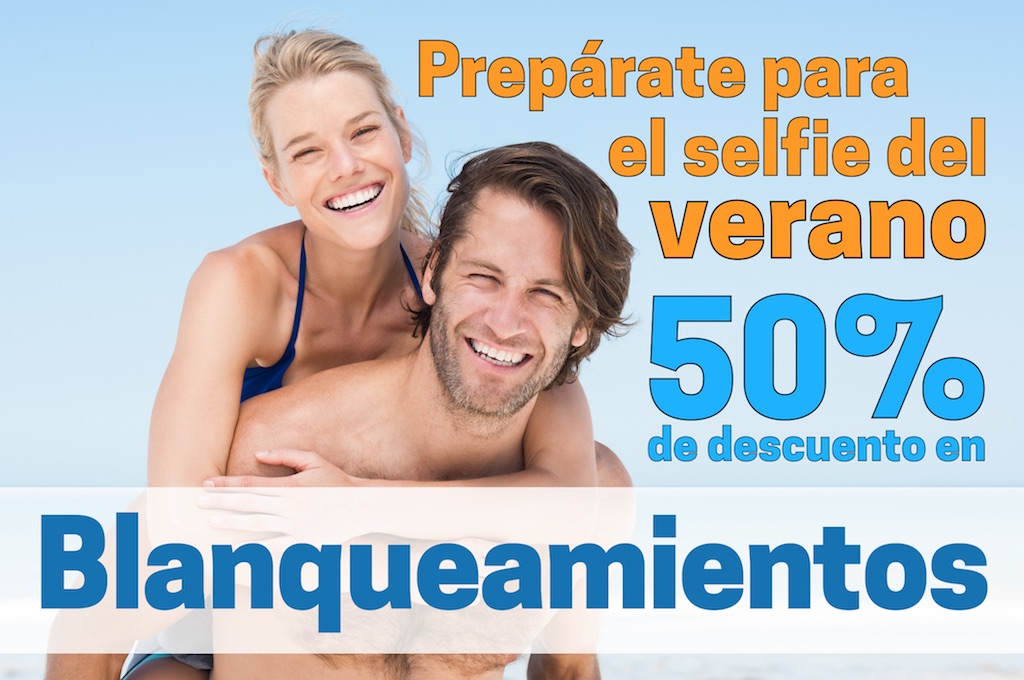 Prepárate para
el selfie del
verano
50%
de descuento en
Blanqueamientos